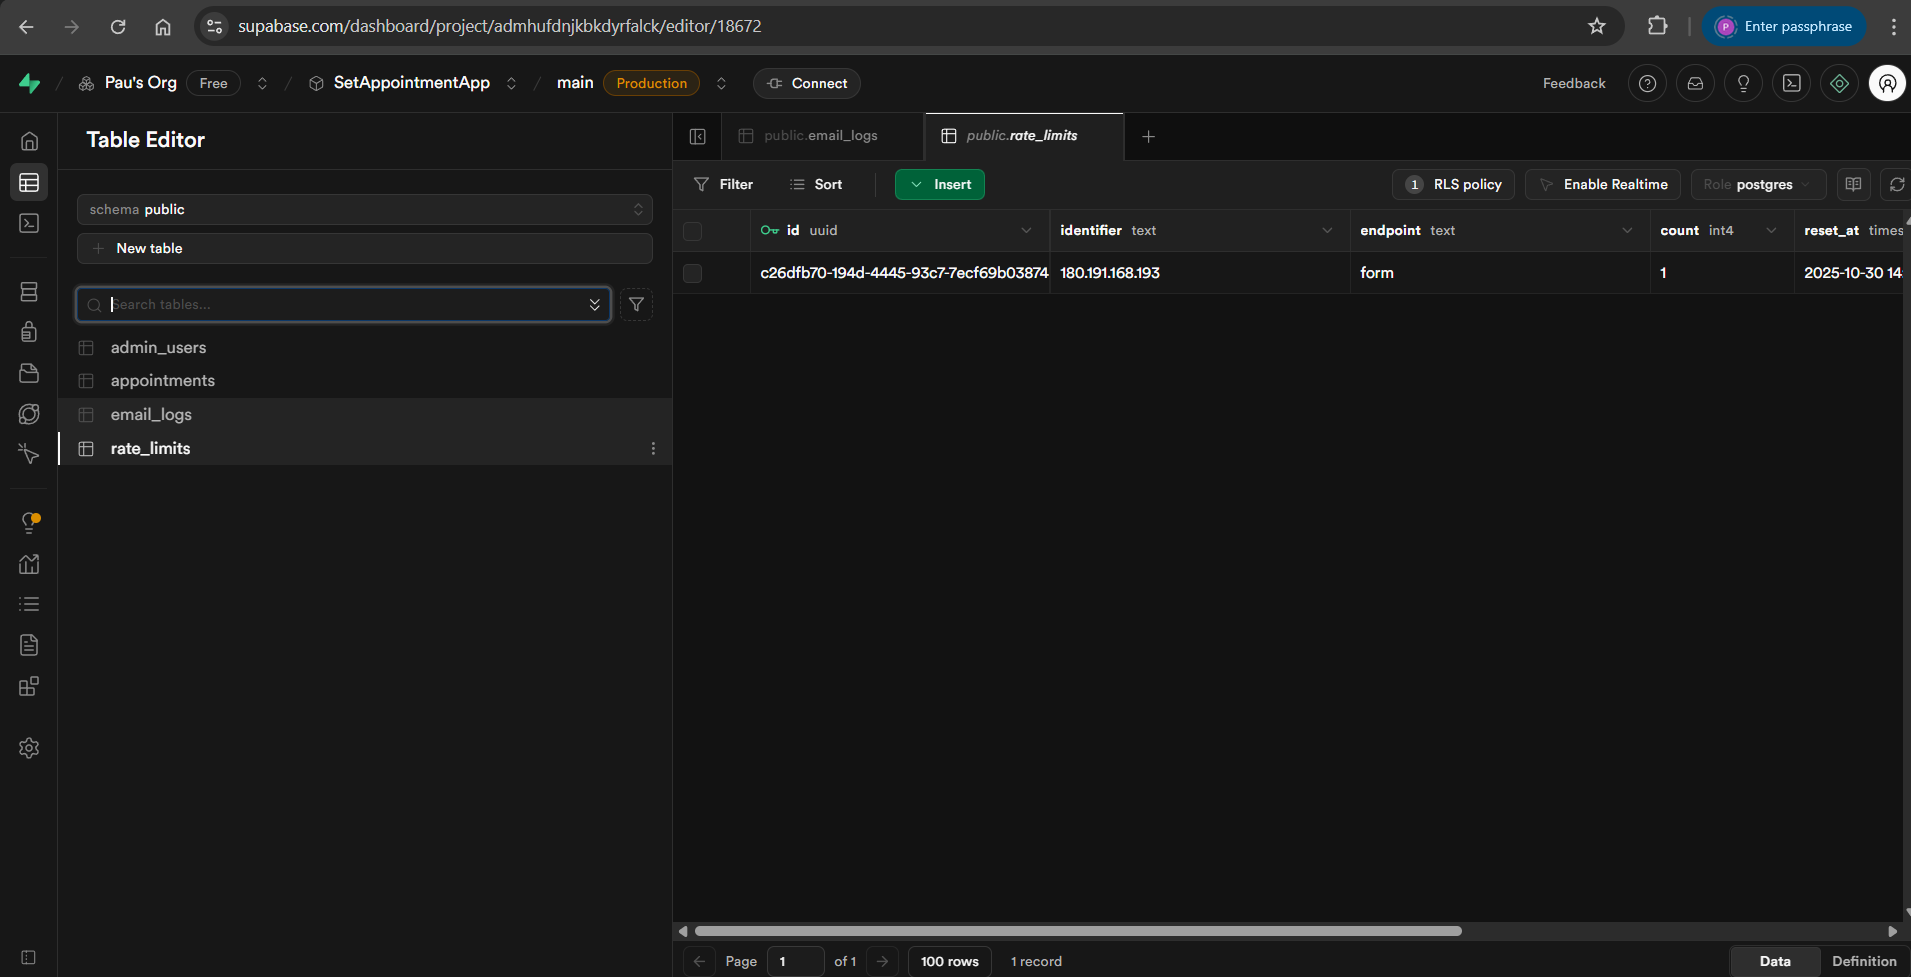 supabase.com/dashboard/project/admhufdnjkbkdyrfalck/editor/18672
P Enter passphrase
/ Pau's Org Free / SetAppointmentApp / main Production Connect Feedback
Table Editor
public.email_logs public.rate_limits
Filter Sort Insert 1 RLS policy Enable Realtime Role postgres
schema public
New table
Search tables...
id uuid identifier text endpoint text count int4 reset_at times
c26dfb70-194d-4445-93c7-7ecf69b03874 180.191.168.193 form 1 2025-10-30 14:
admin_users
appointments
email_logs
rate_limits
Page 1 of 1 100 rows 1 record Data Definition